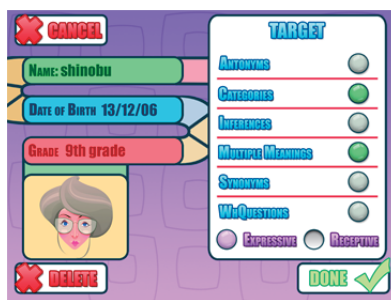 CANCEL
NAME: shinobu
DATE OF BIRTH 13/12/06
GRADE 9th grade
DELETE
TARGET
ANTONYMS
CATEGORIES
INFERENCES
MULTIPLE MEANINGS
SYNONYMS
WHQUESTIONS
EXPRESSIVE RECEPTIVE
DONE